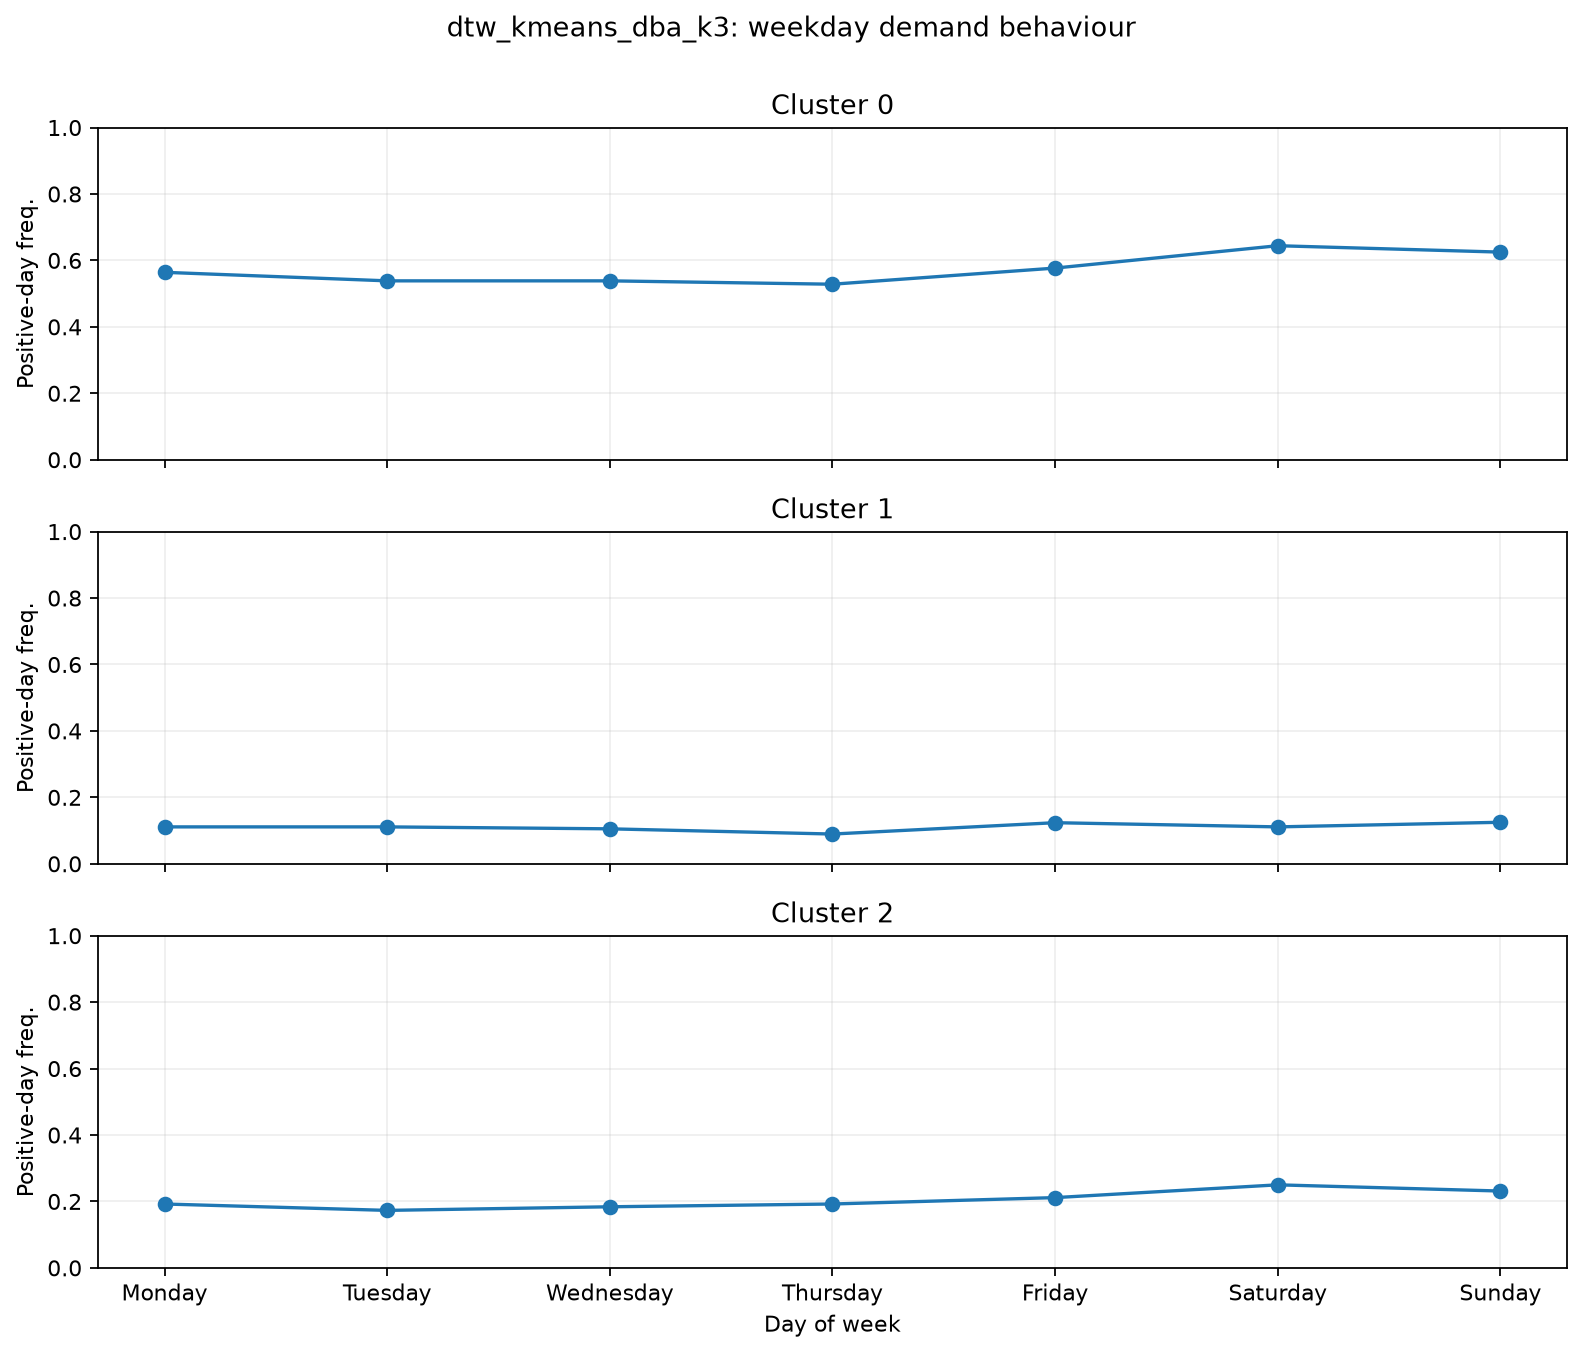 dtw_kmeans_dba_k3: weekday demand behaviour
Cluster 0
Positive-day freq.
1.0
0.8
0.6
0.4
0.2
0.0
Cluster 1
Positive-day freq.
1.0
0.8
0.6
0.4
0.2
0.0
Cluster 2
Positive-day freq.
1.0
0.8
0.6
0.4
0.2
0.0
Monday Tuesday Wednesday Thursday Friday Saturday Sunday
Day of week